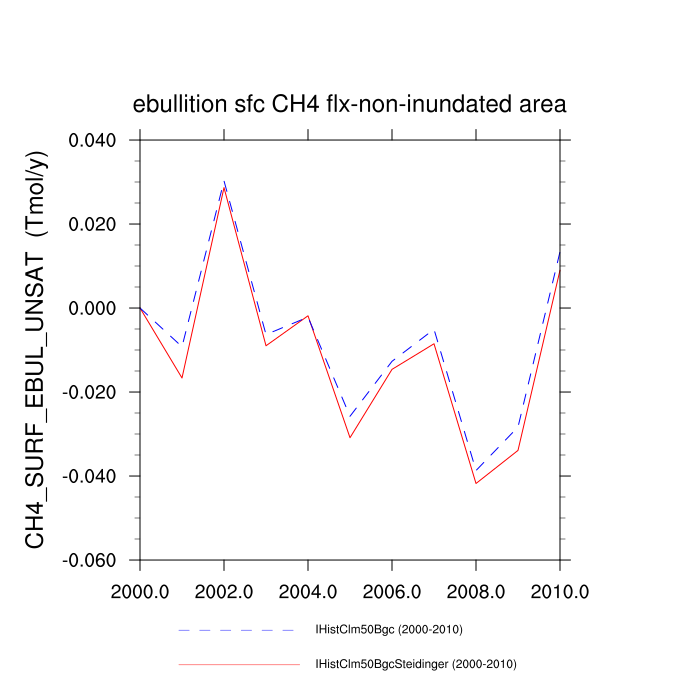 ebullition sfc CH4 flx-non-inundated area
CH4_SURF_EBUL_UNSAT (Tmol/y)
0.040
0.020
0.000
-0.020
-0.040
-0.060
2000.0 2002.0 2004.0 2006.0 2008.0 2010.0
IHistClm50Bgc (2000-2010)
IHistClm50BgcSteidinger (2000-2010)